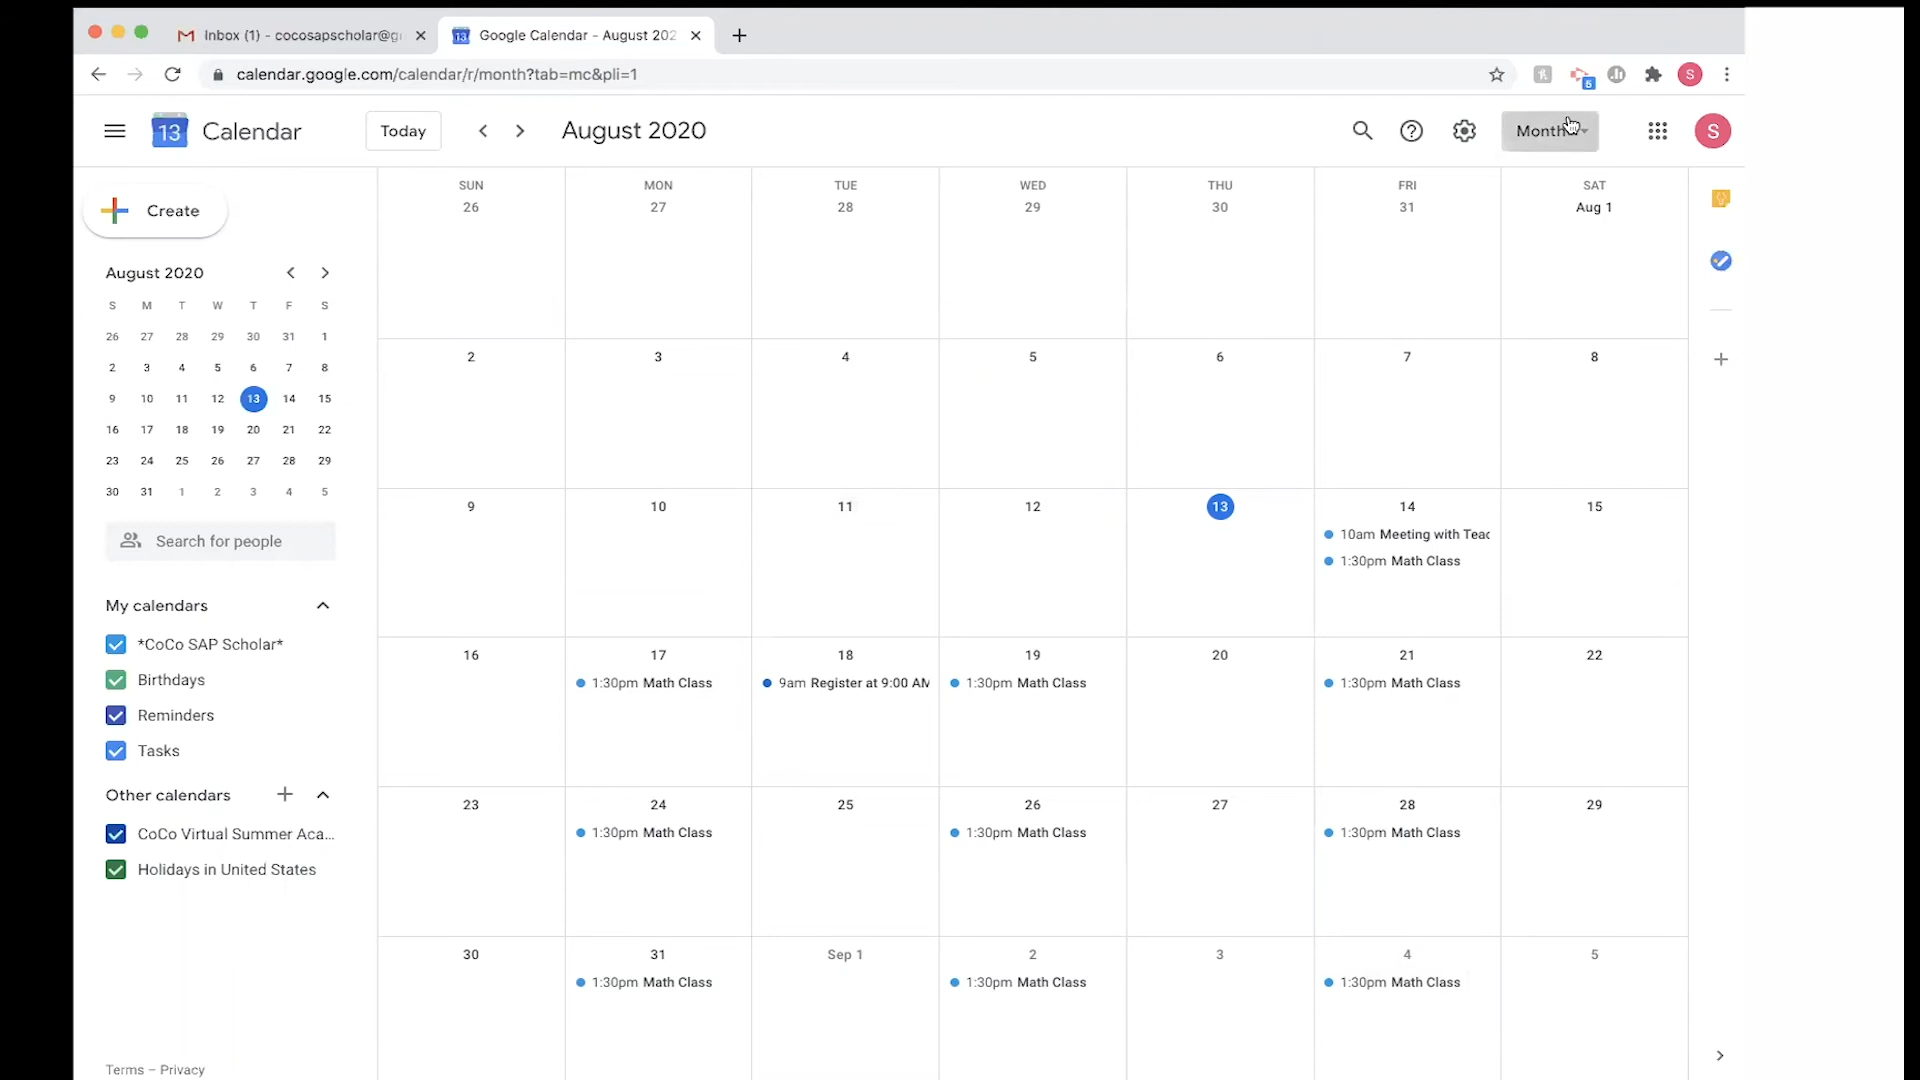 Inbox (1) - cocosapscholar@g
Google Calendar - August 202
calendar.google.com/calendar/r/month?tab=mc&pli=1
5
S
13
Calendar
Today
August 2020
Month
S
Create
August 2020
S M T W T F S
26 27 28 29 30 31 1
2 3 4 5 6 7 8
9 10 11 12 13 14 15
16 17 18 19 20 21 22
23 24 25 26 27 28 29
30 31 1 2 3 4 5
Search for people
My calendars
*CoCo SAP Scholar*
Birthdays
Reminders
Tasks
Other calendars
CoCo Virtual Summer Aca...
Holidays in United States
Terms – Privacy
SUN MON TUE WED THU FRI SAT
26 27 28 29 30 31 Aug 1
2 3 4 5 6 7 8
9 10 11 12 13 14 15
10am Meeting with Teac
1:30pm Math Class
16 17 18 19 20 21 22
1:30pm Math Class 9am Register at 9:00 AM 1:30pm Math Class 1:30pm Math Class
23 24 25 26 27 28 29
1:30pm Math Class 1:30pm Math Class 1:30pm Math Class
30 31 Sep 1 2 3 4 5
1:30pm Math Class 1:30pm Math Class 1:30pm Math Class